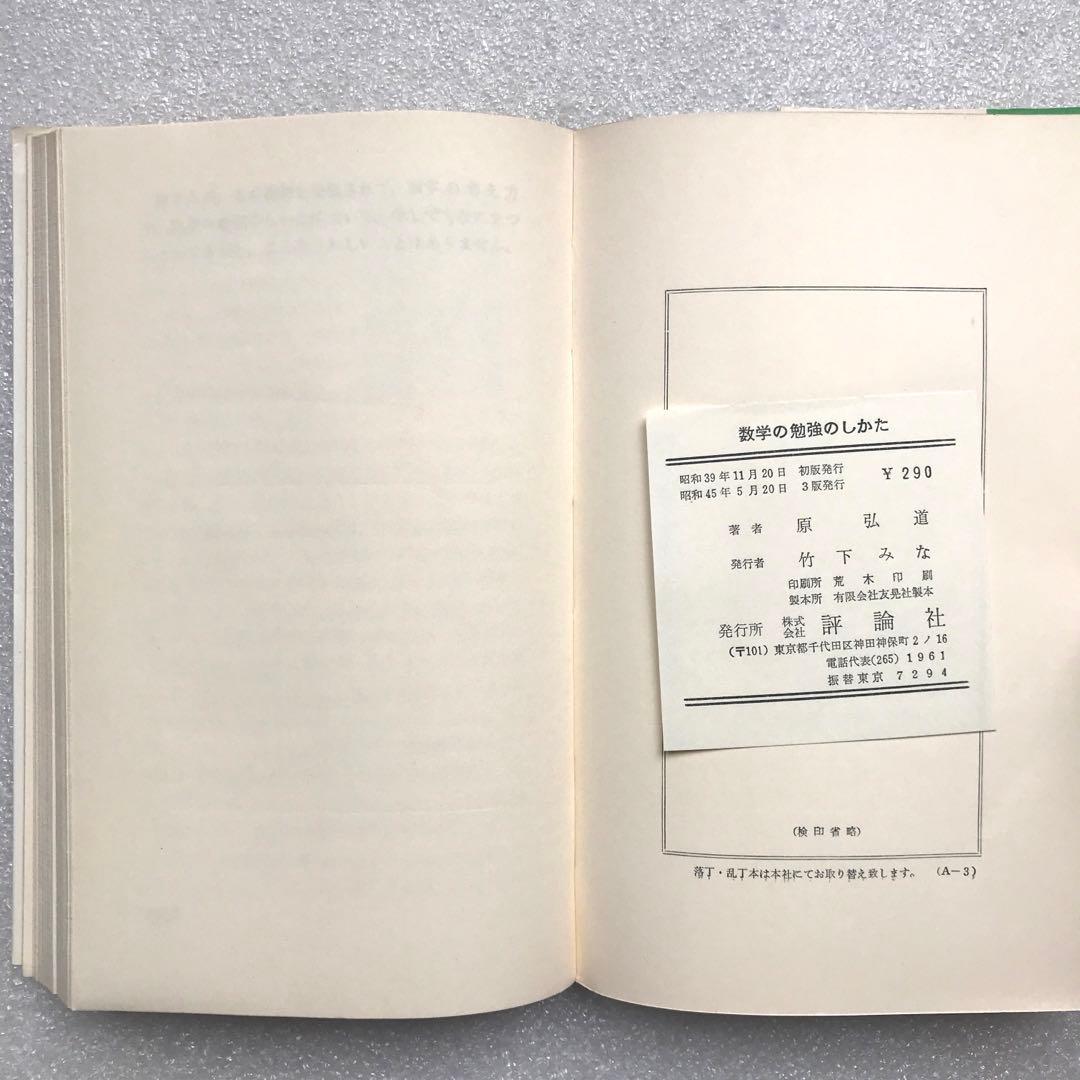 数学の勉強のしかた
昭和39年11月20日 初版発行 ¥290
昭和45年5月20日 3版発行
著者 原 弘 道
発行者 竹下みな
印刷所 荒木印刷
製本所 有限会社友晃社製本
発行所 株式会社 評論社
(〒101) 東京都千代田区神田神保町2ノ16
電話代表(265) 1961
振替東京 7294
(検印省略)
落丁・乱丁本は本社にてお取り替え致します。 (A-3)